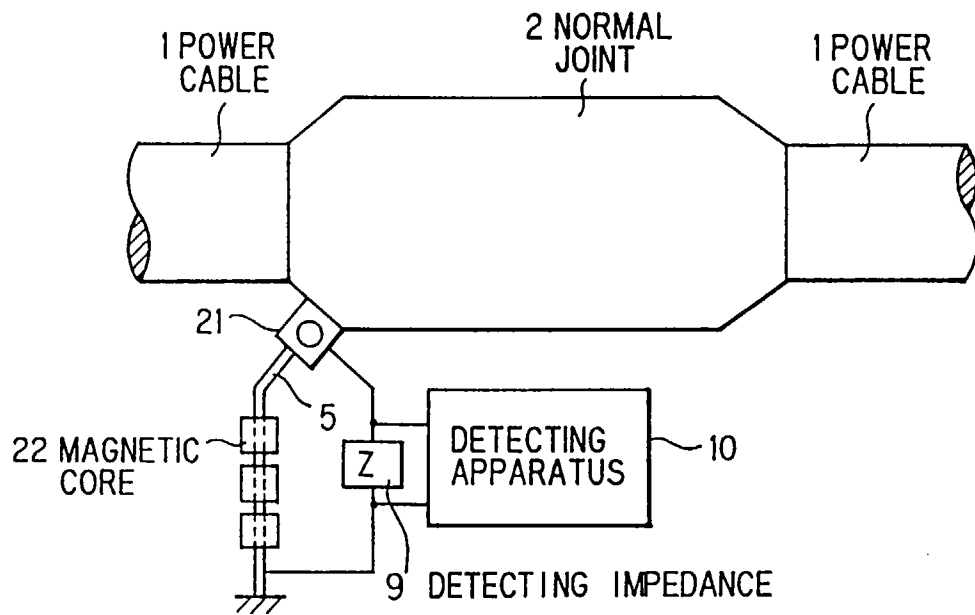 1 POWER
CABLE
2 NORMAL
JOINT
1 POWER
CABLE
21
5
22 MAGNETIC
CORE
Z
DETECTING
APPARATUS
10
9 DETECTING IMPEDANCE